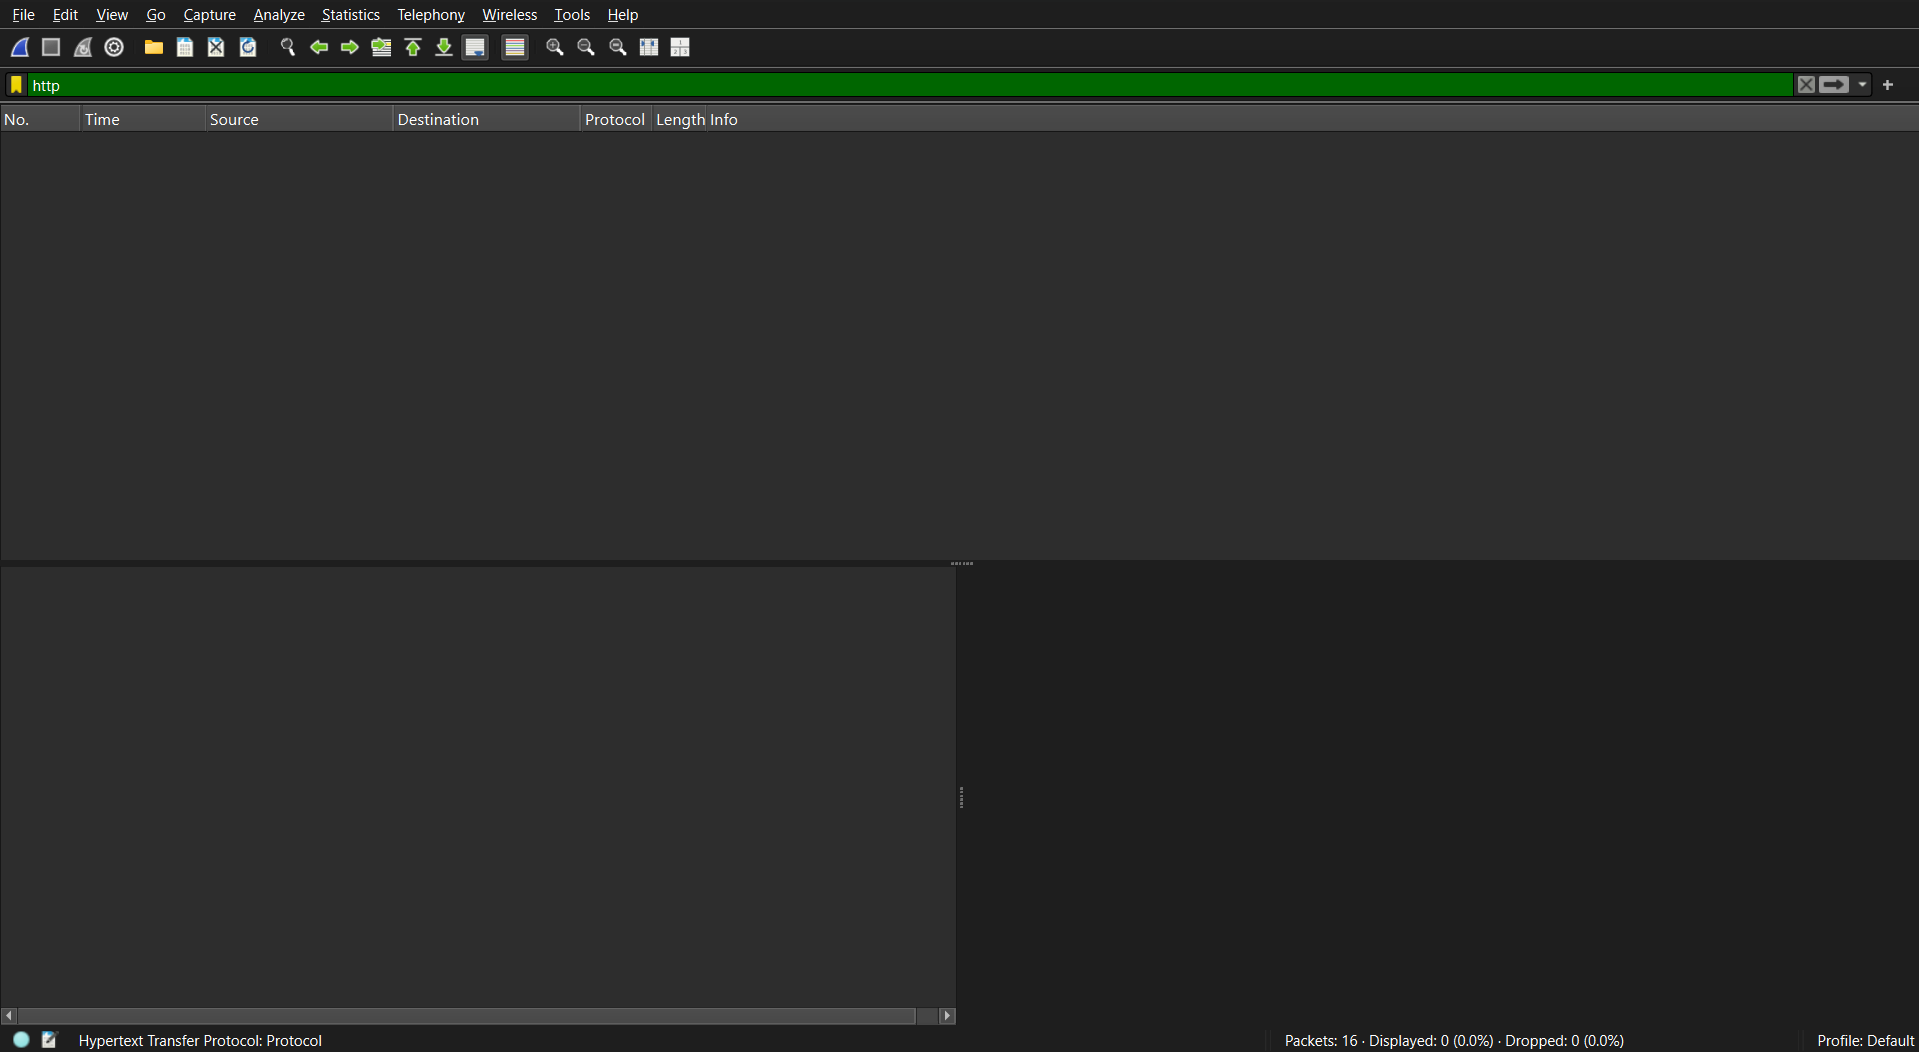 File Edit View Go Capture Analyze Statistics Telephony Wireless Tools Help
http
No. Time Source Destination Protocol Length Info
Hypertext Transfer Protocol: Protocol
Packets: 16 · Displayed: 0 (0.0%) · Dropped: 0 (0.0%)
Profile: Default